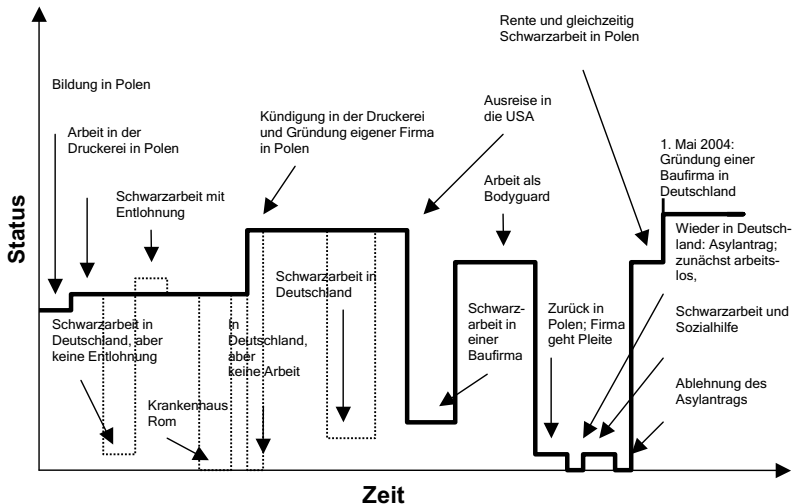 Rente und gleichzeitig
Schwarzarbeit in Polen
Bildung in Polen
Kündigung in der Druckerei
und Gründung eigener Firma
in Polen
Ausreise in
die USA
Arbeit in der
Druckerei in Polen
1. Mai 2004:
Gründung einer
Baufirma in
Deutschland
Schwarzarbeit mit
Entlohnung
Arbeit als
Bodyguard
Status
Wieder in Deutsch-
land: Asylantrag;
zunächst arbeits-
los,
Schwarzarbeit in
Deutschland
Schwarzarbeit in
Deutschland, aber
keine Entlohnung
In
Deutschland,
aber
keine Arbeit
Schwarz-
arbeit in
einer
Baufirma
Zurück in
Polen; Firma
geht Pleite
Schwarzarbeit und
Sozialhilfe
Krankenhaus
Rom
Ablehnung des
Asylantrags
Zeit